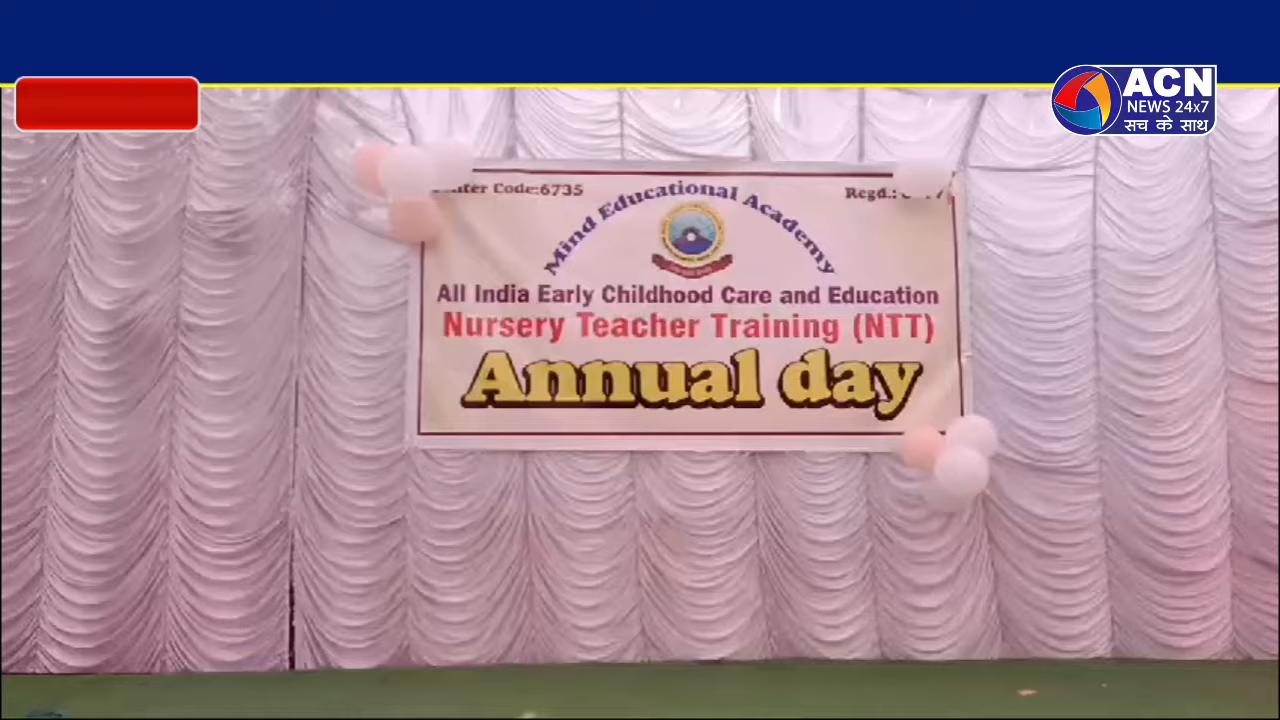 ACN
NEWS 24x7
सच के साथ
Code:6735
Regd.:
Mind Educational Academy
All India Early Childhood Care and Education
Nursery Teacher Training (NTT)
Annual day